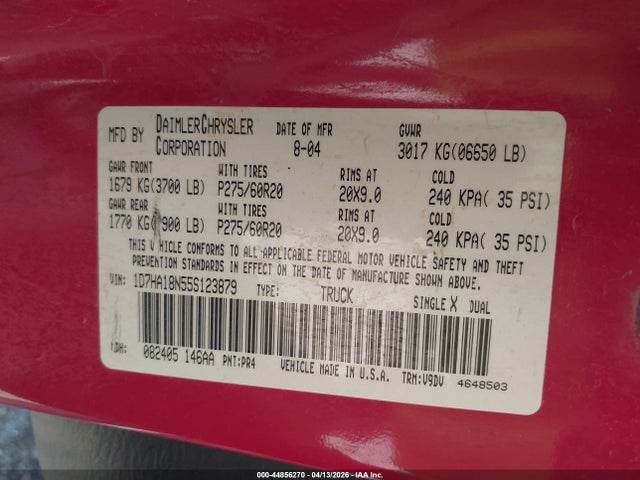 MFD BY DAIMLERCHRYSLER CORPORATION DATE OF MFR 8-04 GVWR 3017 KG(06650 LB)
GAWR FRONT WITH TIRES RIMS AT COLD
1679 KG(3700 LB) P275/60R20 20X9.0 240 KPA( 35 PSI)
GAWR REAR WITH TIRES RIMS AT COLD
1770 KG( 900 LB) P275/60R20 20X9.0 240 KPA( 35 PSI)
THIS VEHICLE CONFORMS TO ALL APPLICABLE FEDERAL MOTOR VEHICLE SAFETY AND THEFT
PREVENTION STANDARDS IN EFFECT ON THE DATE OF MANUFACTURE SHOWN ABOVE.
VIN: 1D7HA18N55S123879 TYPE: TRUCK SINGLE X DUAL
MDH: 082405 146AA PNT:PR4 VEHICLE MADE IN U.S.A. TRM:V9DV 4648503
000-44856270 - 04/13/2026 - IAAI.COM